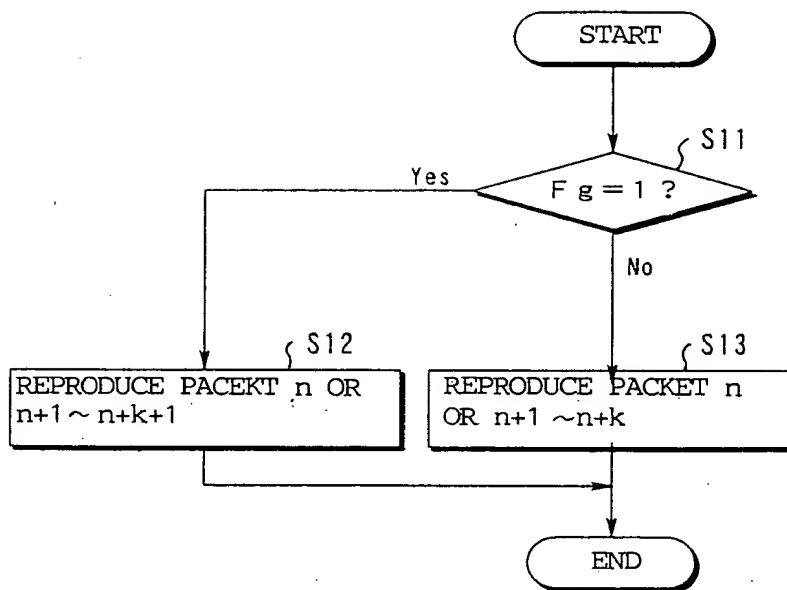 START
S11
Fg=1?
Yes
No
S12
REPRODUCE PACEKT n OR
n+1~n+k+1
S13
REPRODUCE PACKET n
OR n+1 ~n+k
END